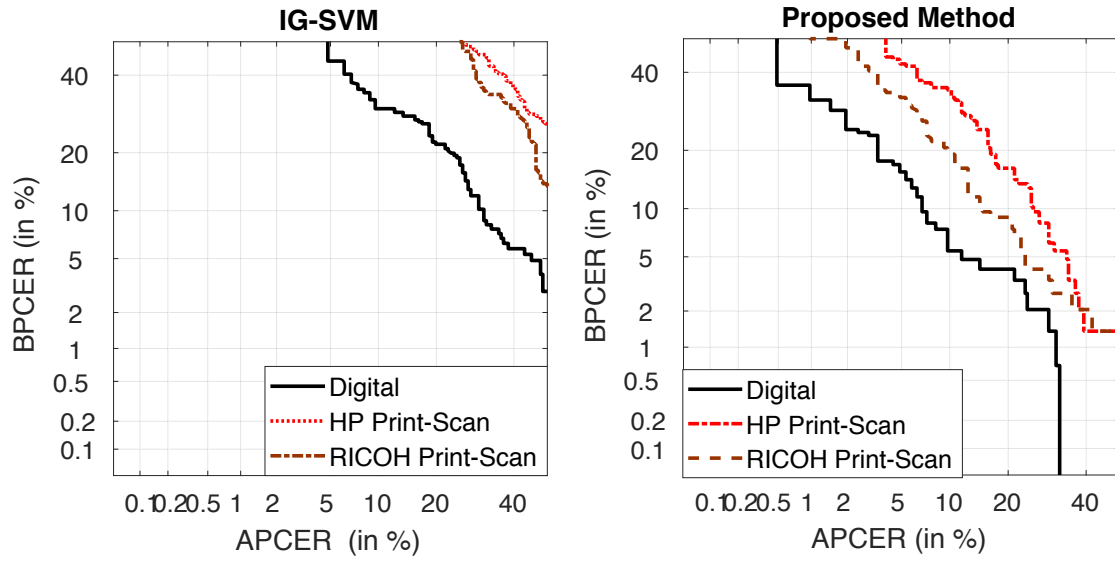 IG-SVM
BPCER (in %)
40
20
10
5
2
1
0.5
0.2
0.1
Digital
HP Print-Scan
RICOH Print-Scan
0.1 0.2 0.5 1 2 5 10 20 40
APCER (in %)
Proposed Method
BPCER (in %)
40
20
10
5
2
1
0.5
0.2
0.1
Digital
HP Print-Scan
RICOH Print-Scan
0.1 0.2 0.5 1 2 5 10 20 40
APCER (in %)